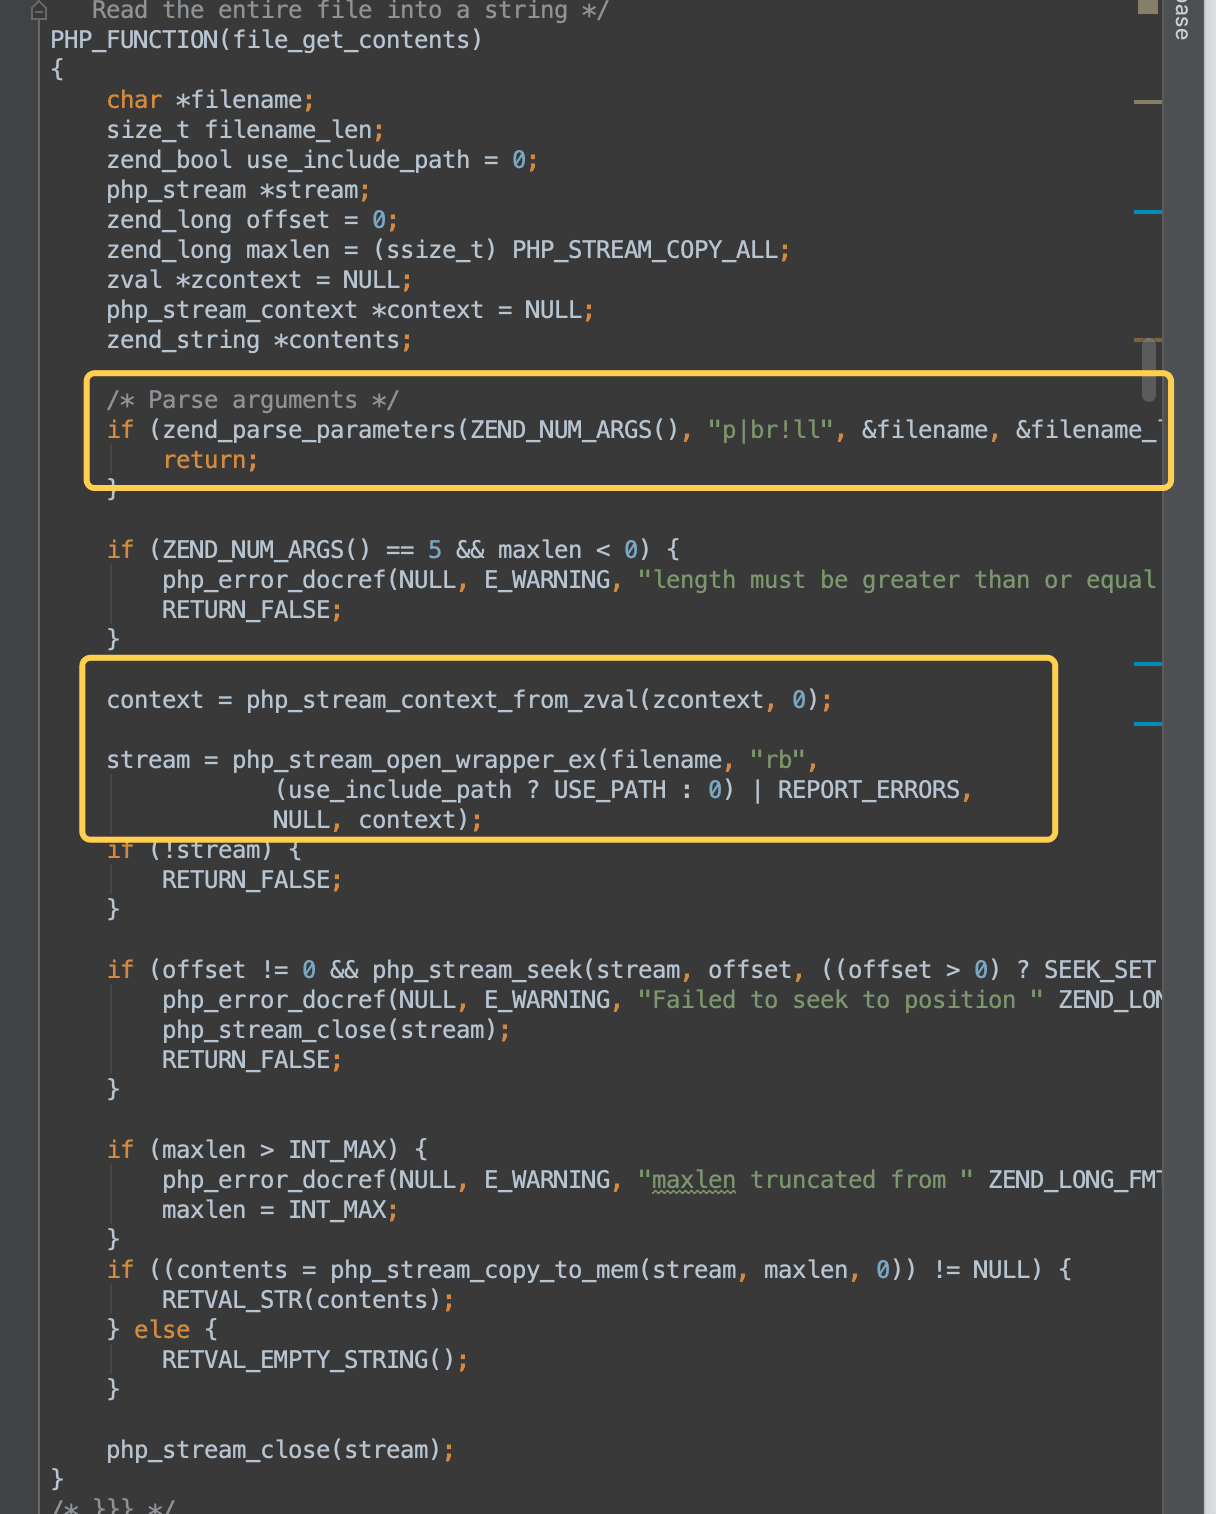 Read the entire file into a string */
PHP_FUNCTION(file_get_contents)
{
    char *filename;
    size_t filename_len;
    zend_bool use_include_path = 0;
    php_stream *stream;
    zend_long offset = 0;
    zend_long maxlen = (ssize_t) PHP_STREAM_COPY_ALL;
    zval *zcontext = NULL;
    php_stream_context *context = NULL;
    zend_string *contents;
    /* Parse arguments */
    if (zend_parse_parameters(ZEND_NUM_ARGS(), "p|br!ll", &filename, &filename_
        return;
    }
    if (ZEND_NUM_ARGS() == 5 && maxlen < 0) {
        php_error_docref(NULL, E_WARNING, "length must be greater than or equal
        RETURN_FALSE;
    }
    context = php_stream_context_from_zval(zcontext, 0);
    stream = php_stream_open_wrapper_ex(filename, "rb",
                (use_include_path ? USE_PATH : 0) | REPORT_ERRORS,
                NULL, context);
    if (!stream) {
        RETURN_FALSE;
    }
    if (offset != 0 && php_stream_seek(stream, offset, ((offset > 0) ? SEEK_SET
        php_error_docref(NULL, E_WARNING, "Failed to seek to position " ZEND_LON
        php_stream_close(stream);
        RETURN_FALSE;
    }
    if (maxlen > INT_MAX) {
        php_error_docref(NULL, E_WARNING, "maxlen truncated from " ZEND_LONG_FMT
        maxlen = INT_MAX;
    }
    if ((contents = php_stream_copy_to_mem(stream, maxlen, 0)) != NULL) {
        RETVAL_STR(contents);
    } else {
        RETVAL_EMPTY_STRING();
    }
    php_stream_close(stream);
}
/* }}} */